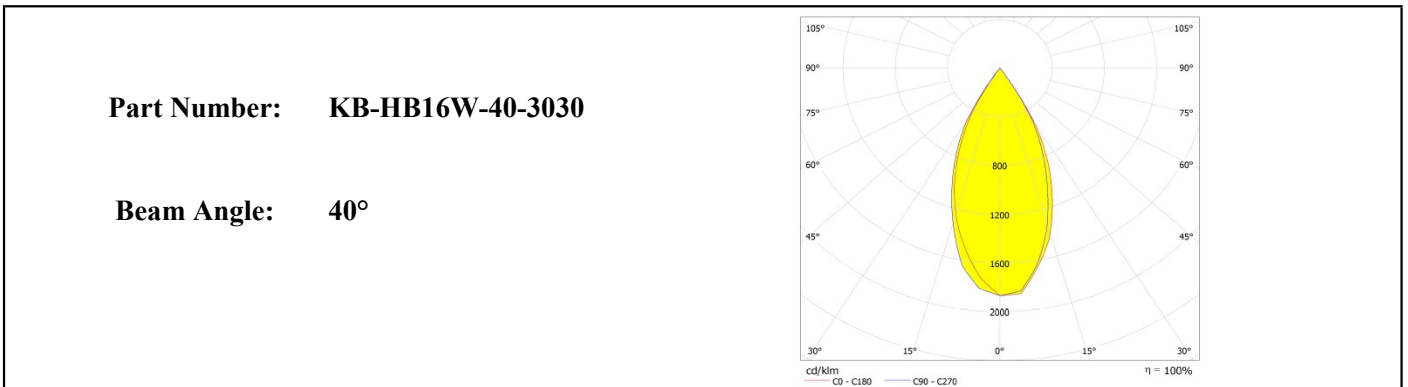 Part Number: KB-HB16W-40-3030
Beam Angle: 40°
105° 105°
90° 90°
75° 75°
60° 60°
45° 45°
800
1200
1600
2000
30° 15° 0° 15° 30°
cd/klm η = 100%
C0 - C180 C90 - C270